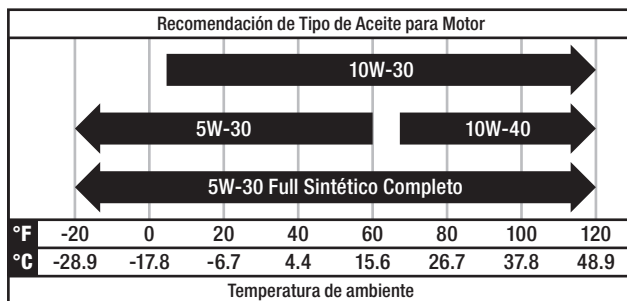 Recomendación de Tipo de Aceite para Motor
10W-30
5W-30 10W-40
5W-30 Full Sintético Completo
°F -20 0 20 40 60 80 100 120
°C -28.9 -17.8 -6.7 4.4 15.6 26.7 37.8 48.9
Temperatura de ambiente